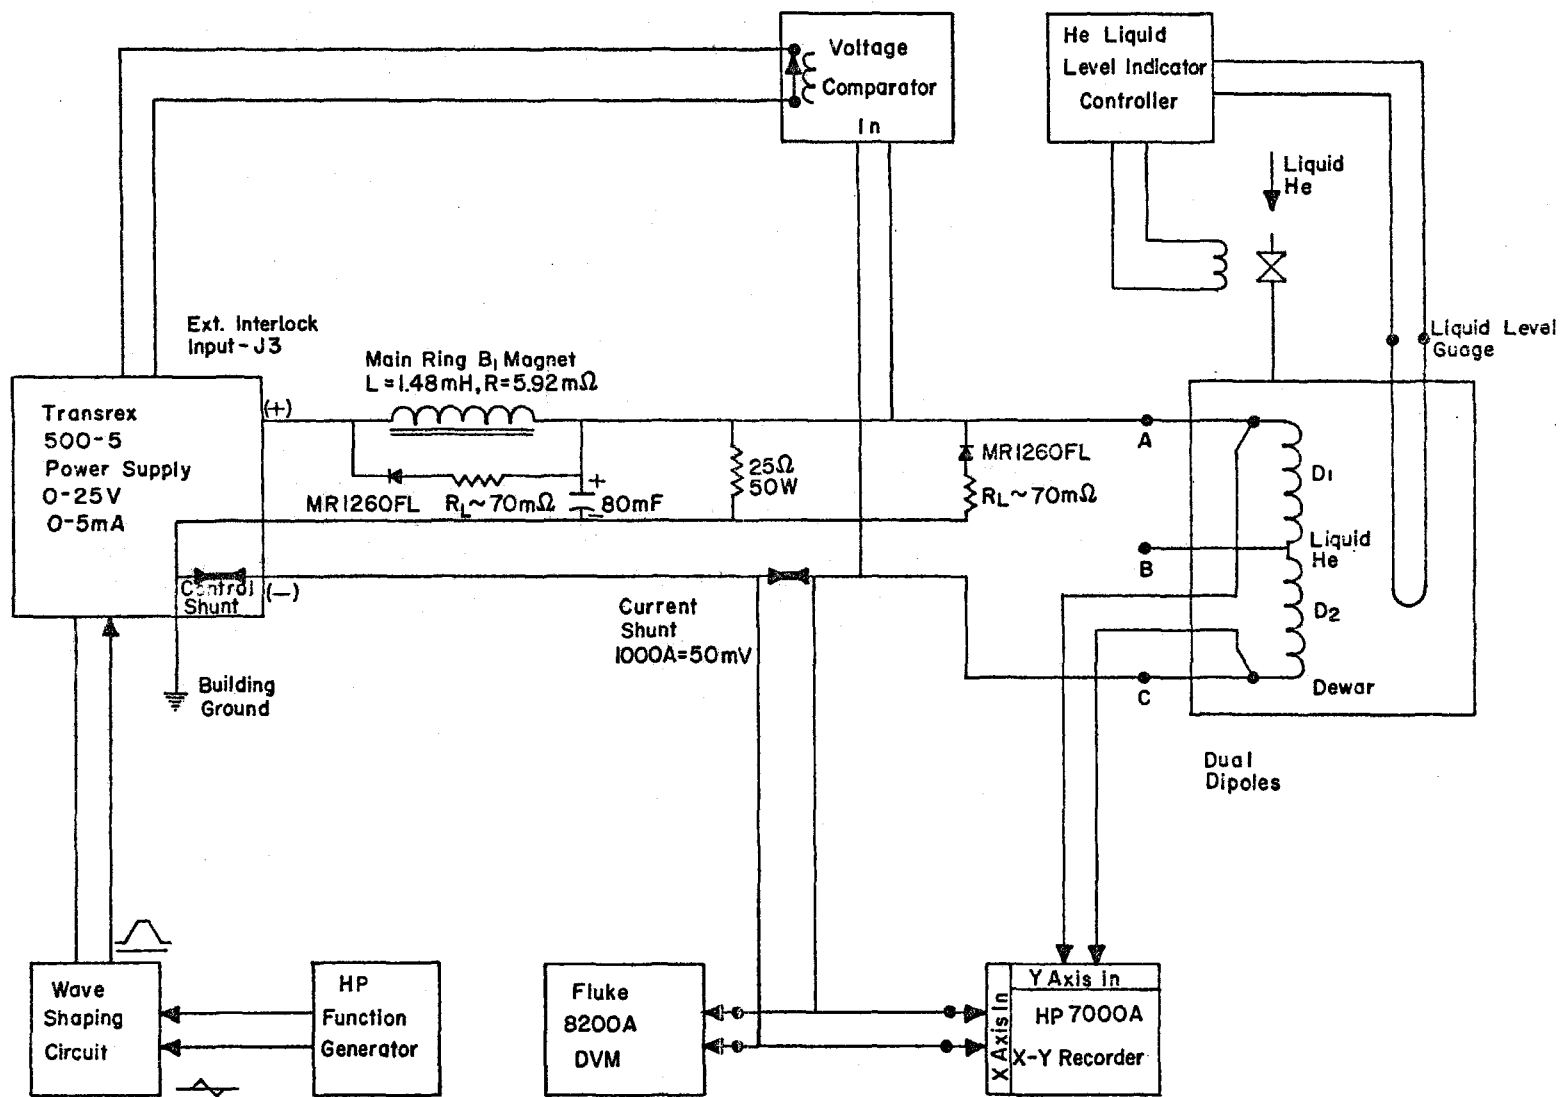 Voltage
Comparator
In
He Liquid
Level Indicator
Controller
Liquid
He
Liquid Level
Guage
Ext. Interlock
Input-J3
Main Ring B1 Magnet
L=1.48mH, R=5.92mΩ
Transrex
500-5
Power Supply
0-25V
0-5mA
(+)
MR1260FL
RL~70mΩ
+
-
80mF
25Ω
50W
MR1260FL
RL~70mΩ
A
B
C
D1
Liquid
He
D2
Dewar
Control
Shunt
(-)
Current
Shunt
1000A=50mV
Building
Ground
Dual
Dipoles
Wave
Shaping
Circuit
HP
Function
Generator
Fluke
8200A
DVM
X Axis In
Y Axis In
HP 7000A
X-Y Recorder